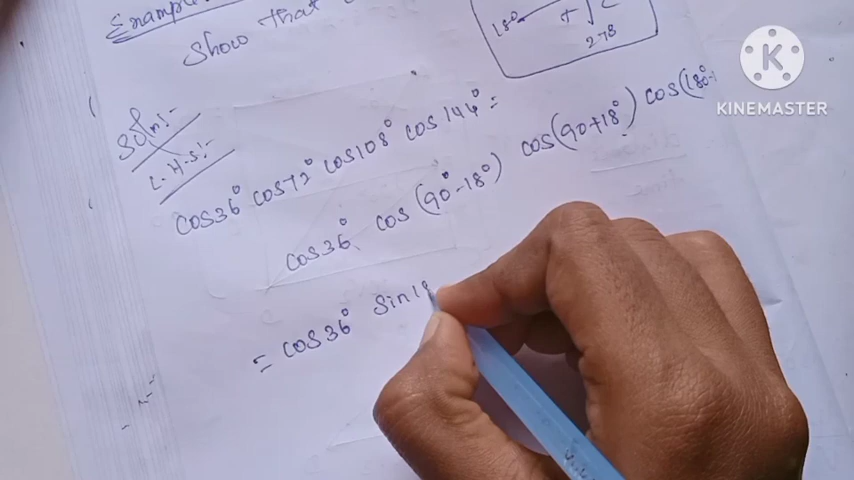 Example
Show That
18°
+
278
Soln:-
L.H.S:-
cos36° cos72° cos108° cos144° =
cos36° cos(90°-18°) cos(90+18°) cos(180-
= cos36° Sin18
K
KINEMASTER